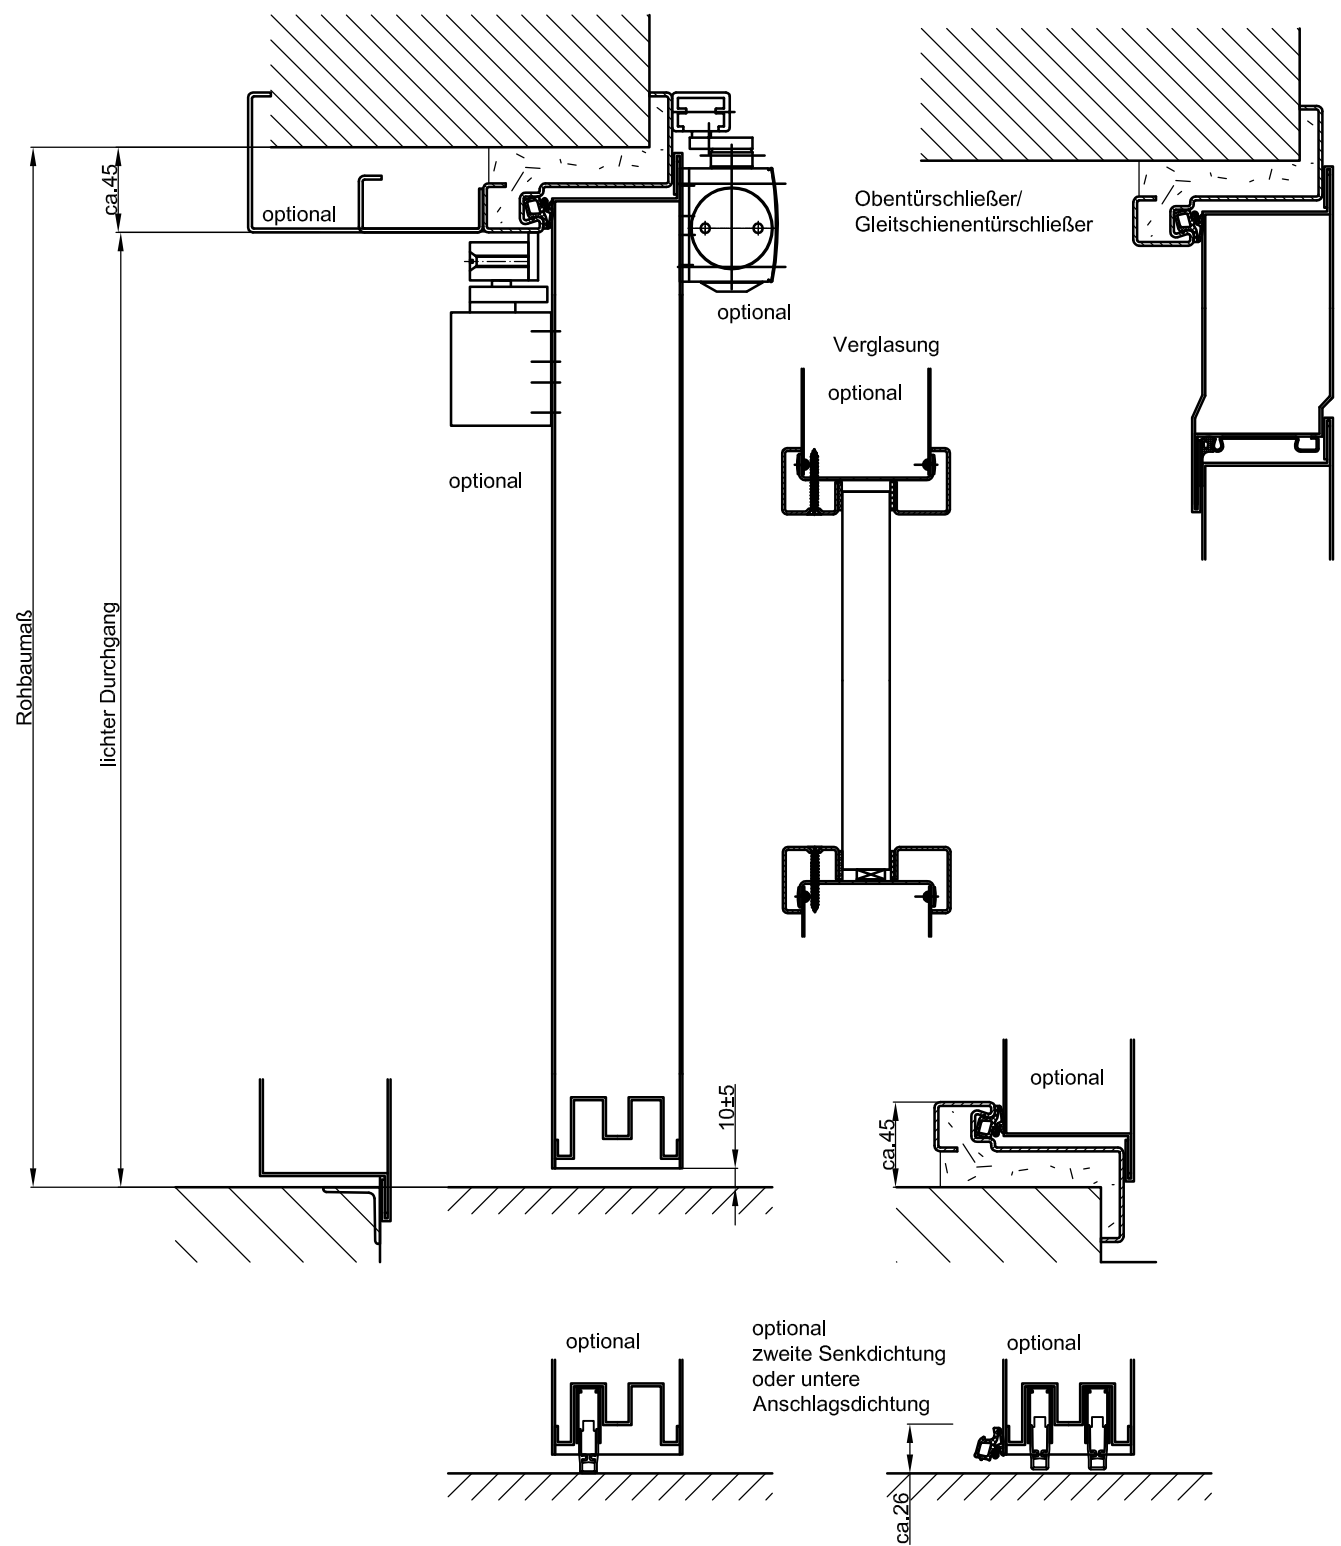 ca.45
optional
Obentürschließer/
Gleitschienentürschließer
optional
Verglasung
optional
optional
Rohbaumaß
lichter Durchgang
10±5
optional
ca.45
optional
optional
zweite Senkdichtung
oder untere
Anschlagsdichtung
optional
ca.26